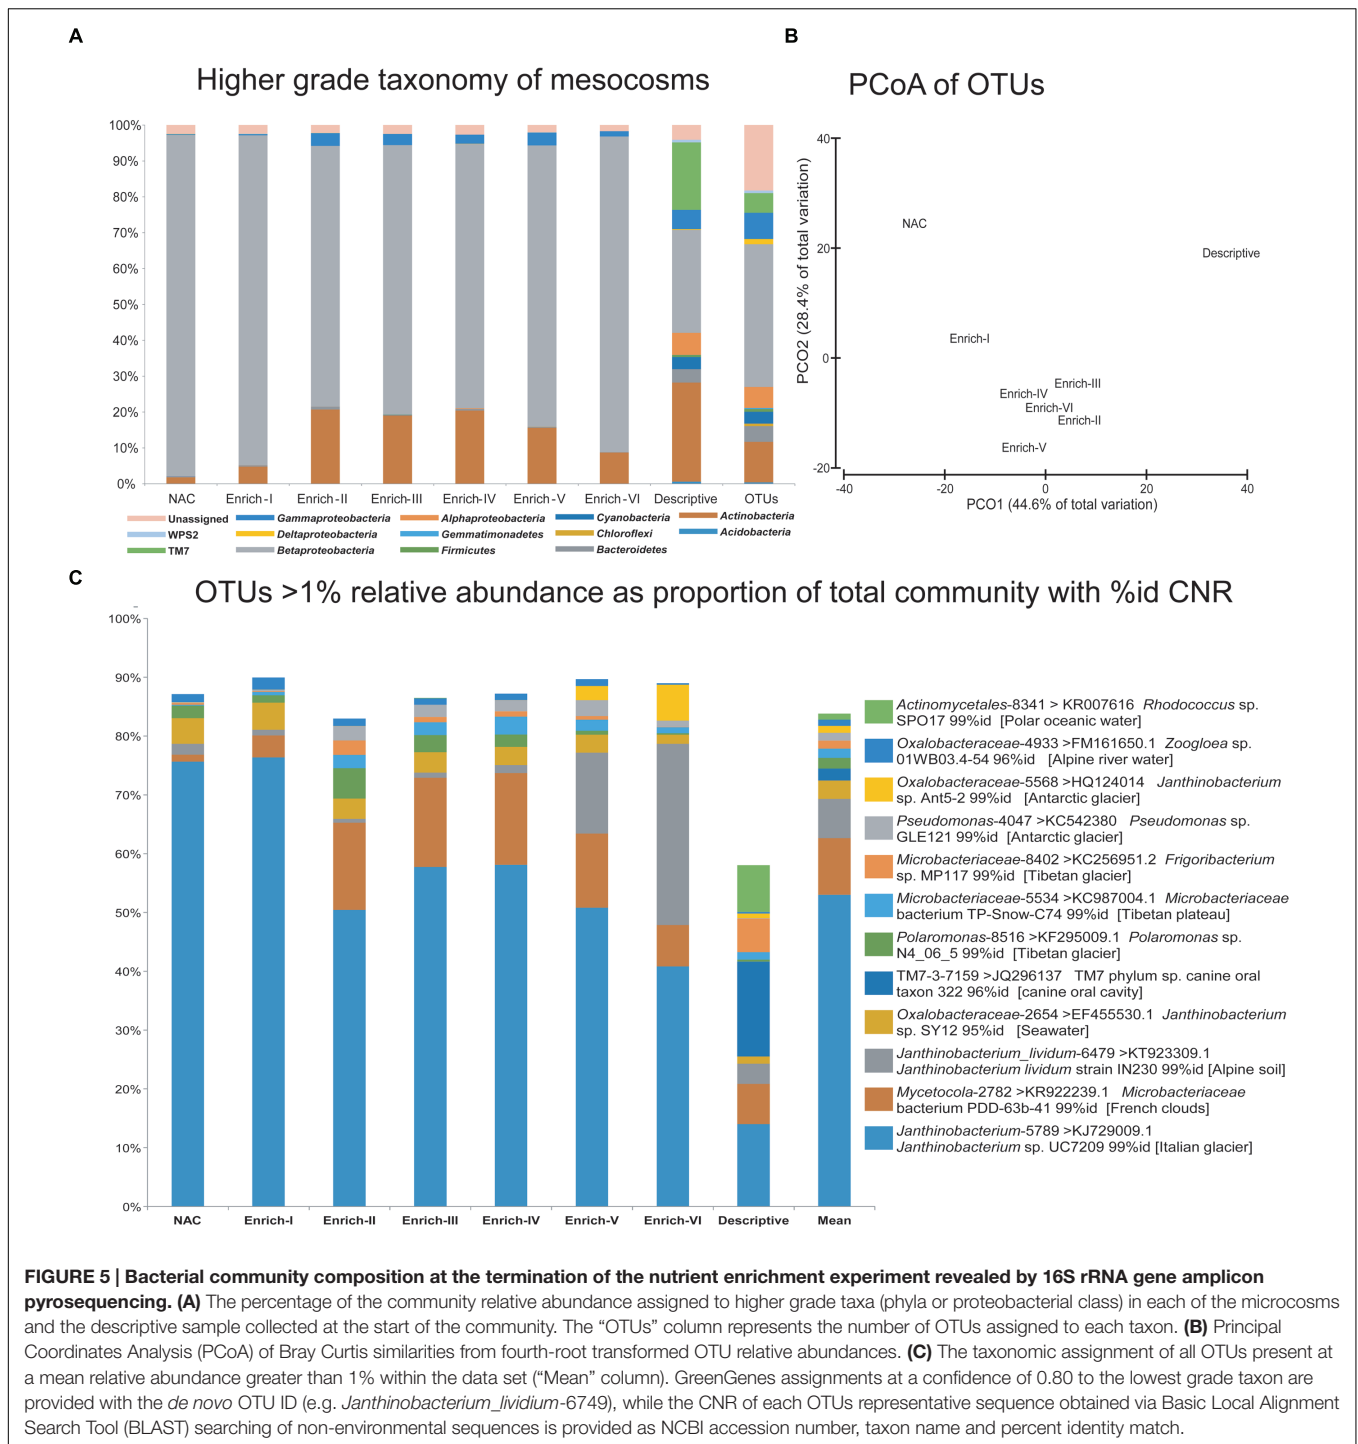 A
Higher grade taxonomy of mesocosms
100%
90%
80%
70%
60%
50%
40%
30%
20%
10%
0%
NAC Enrich-I Enrich-II Enrich-III Enrich-IV Enrich-V Enrich-VI Descriptive OTUs
Unassigned Gammaproteobacteria Alphaproteobacteria Cyanobacteria Actinobacteria
WPS2 Deltaproteobacteria Gemmatimonadetes Chloroflexi Acidobacteria
TM7 Betaproteobacteria Firmicutes Bacteroidetes
B
PCoA of OTUs
PCO2 (28.4% of total variation)
40
20
0
-20
NAC
Descriptive
Enrich-I
Enrich-III
Enrich-IV
Enrich-VI
Enrich-II
Enrich-V
-40 -20 0 20 40
PCO1 (44.6% of total variation)
C
OTUs >1% relative abundance as proportion of total community with %id CNR
100%
90%
80%
70%
60%
50%
40%
30%
20%
10%
0%
NAC Enrich-I Enrich-II Enrich-III Enrich-IV Enrich-V Enrich-VI Descriptive Mean
Actinomycetales-8341 > KR007616 Rhodococcus sp.
SPO17 99%id [Polar oceanic water]
Oxalobacteraceae-4933 >FM161650.1 Zoogloea sp.
01WB03.4-54 96%id [Alpine river water]
Oxalobacteraceae-5568 >HQ124014 Janthinobacterium
sp. Ant5-2 99%id [Antarctic glacier]
Pseudomonas-4047 >KC542380 Pseudomonas sp.
GLE121 99%id [Antarctic glacier]
Microbacteriaceae-8402 >KC256951.2 Frigoribacterium
sp. MP117 99%id [Tibetan glacier]
Microbacteriaceae-5534 >KC987004.1 Microbacteriaceae
bacterium TP-Snow-C74 99%id [Tibetan plateau]
Polaromonas-8516 >KF295009.1 Polaromonas sp.
N4_06_5 99%id [Tibetan glacier]
TM7-3-7159 >JQ296137 TM7 phylum sp. canine oral
taxon 322 96%id [canine oral cavity]
Oxalobacteraceae-2654 >EF455530.1 Janthinobacterium
sp. SY12 95%id [Seawater]
Janthinobacterium_lividum-6479 >KT923309.1
Janthinobacterium lividum strain IN230 99%id [Alpine soil]
Mycetocola-2782 >KR922239.1 Microbacteriaceae
bacterium PDD-63b-41 99%id [French clouds]
Janthinobacterium-5789 >KJ729009.1
Janthinobacterium sp. UC7209 99%id [Italian glacier]
FIGURE 5 | Bacterial community composition at the termination of the nutrient enrichment experiment revealed by 16S rRNA gene amplicon
pyrosequencing. (A) The percentage of the community relative abundance assigned to higher grade taxa (phyla or proteobacterial class) in each of the microcosms
and the descriptive sample collected at the start of the community. The “OTUs” column represents the number of OTUs assigned to each taxon. (B) Principal
Coordinates Analysis (PCoA) of Bray Curtis similarities from fourth-root transformed OTU relative abundances. (C) The taxonomic assignment of all OTUs present at
a mean relative abundance greater than 1% within the data set (“Mean” column). GreenGenes assignments at a confidence of 0.80 to the lowest grade taxon are
provided with the de novo OTU ID (e.g. Janthinobacterium_lividium-6749), while the CNR of each OTUs representative sequence obtained via Basic Local Alignment
Search Tool (BLAST) searching of non-environmental sequences is provided as NCBI accession number, taxon name and percent identity match.